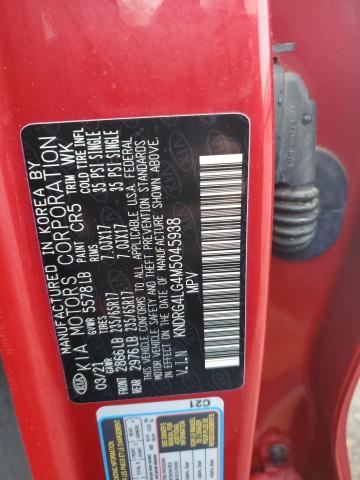 MANUFACTURED IN KOREA BY
KIA MOTORS CORPORATION
PAINT CR5 TRIM WK
03/21 GVWR 5578LB RIMS COLD TIRE INFL
FRONT 2866LB 235/65R17 7.0JX17 35 PSI SINGLE
REAR 2976LB 235/65R17 7.0JX17 35 PSI SINGLE
THIS VEHICLE CONFORMS TO ALL APPLICABLE U.S.A. FEDERAL
MOTOR VEHICLE SAFETY, BUMPER AND THEFT PREVENTION STANDARDS
IN EFFECT ON THE DATE OF MANUFACTURE SHOWN ABOVE.
V.I.N KNDRG4LG4M5045938
MPV
C21